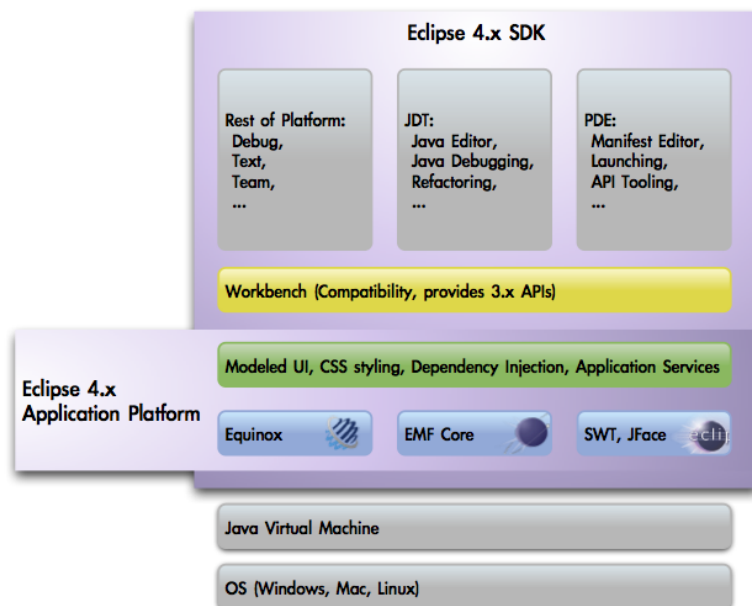 Eclipse 4.x SDK
Rest of Platform:
Debug,
Text,
Team,
...
JDT:
Java Editor,
Java Debugging,
Refactoring,
...
PDE:
Manifest Editor,
Launching,
API Tooling,
...
Workbench (Compatibility, provides 3.x APIs)
Eclipse 4.x
Application Platform
Modeled UI, CSS styling, Dependency Injection, Application Services
Equinox
EMF Core
SWT, JFace
eclip
Java Virtual Machine
OS (Windows, Mac, Linux)